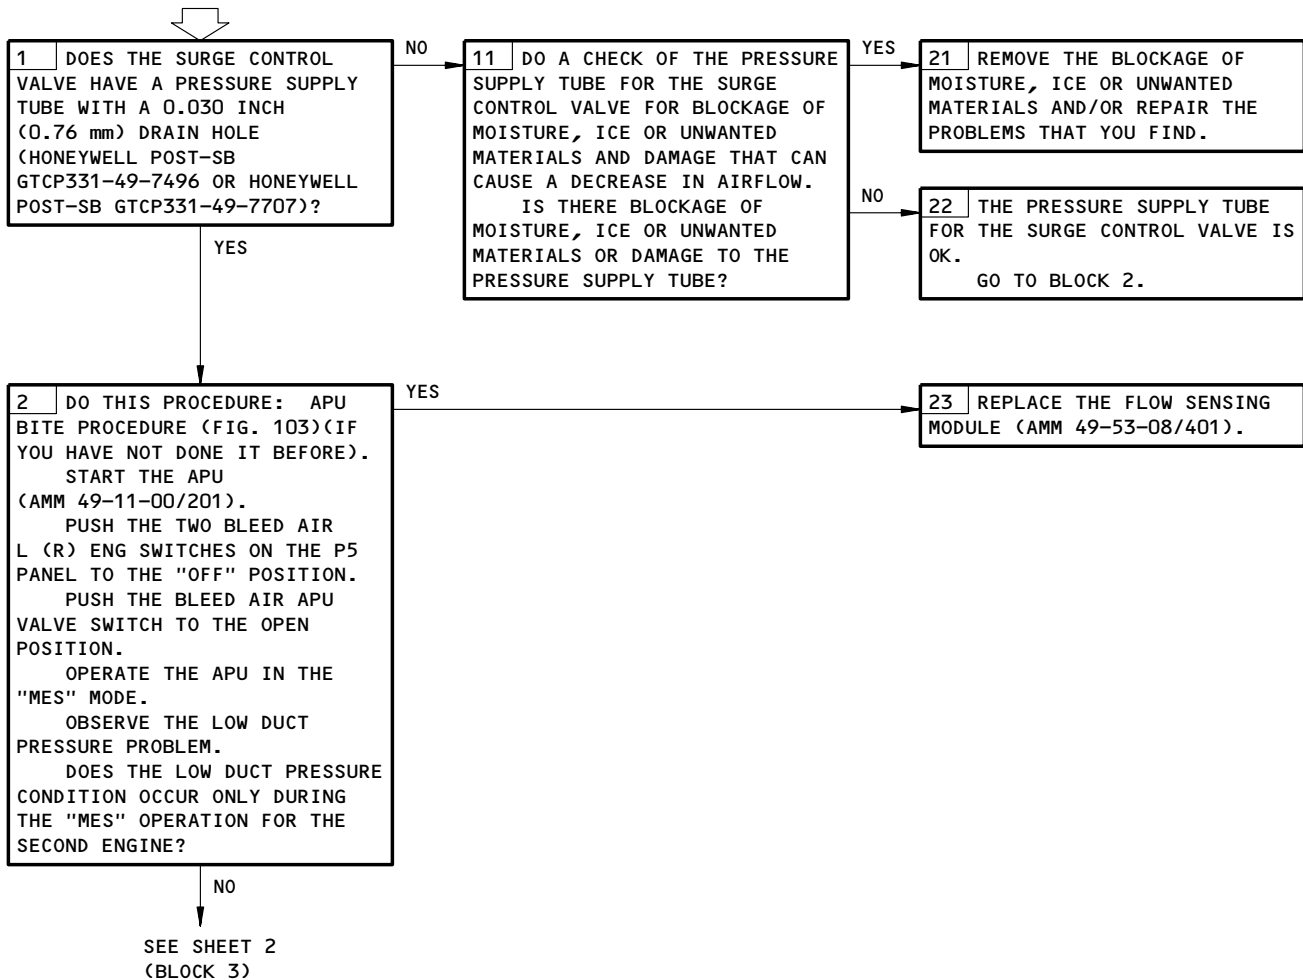 1 DOES THE SURGE CONTROL
VALVE HAVE A PRESSURE SUPPLY
TUBE WITH A 0.030 INCH
(0.76 mm) DRAIN HOLE
(HONEYWELL POST-SB
GTCP331-49-7496 OR HONEYWELL
POST-SB GTCP331-49-7707)?
NO
YES
11 DO A CHECK OF THE PRESSURE
SUPPLY TUBE FOR THE SURGE
CONTROL VALVE FOR BLOCKAGE OF
MOISTURE, ICE OR UNWANTED
MATERIALS AND DAMAGE THAT CAN
CAUSE A DECREASE IN AIRFLOW.
IS THERE BLOCKAGE OF
MOISTURE, ICE OR UNWANTED
MATERIALS OR DAMAGE TO THE
PRESSURE SUPPLY TUBE?
YES
NO
21 REMOVE THE BLOCKAGE OF
MOISTURE, ICE OR UNWANTED
MATERIALS AND/OR REPAIR THE
PROBLEMS THAT YOU FIND.
22 THE PRESSURE SUPPLY TUBE
FOR THE SURGE CONTROL VALVE IS
OK.
GO TO BLOCK 2.
2 DO THIS PROCEDURE: APU
BITE PROCEDURE (FIG. 103)(IF
YOU HAVE NOT DONE IT BEFORE).
START THE APU
(AMM 49-11-00/201).
PUSH THE TWO BLEED AIR
L (R) ENG SWITCHES ON THE P5
PANEL TO THE "OFF" POSITION.
PUSH THE BLEED AIR APU
VALVE SWITCH TO THE OPEN
POSITION.
OPERATE THE APU IN THE
"MES" MODE.
OBSERVE THE LOW DUCT
PRESSURE PROBLEM.
DOES THE LOW DUCT PRESSURE
CONDITION OCCUR ONLY DURING
THE "MES" OPERATION FOR THE
SECOND ENGINE?
YES
23 REPLACE THE FLOW SENSING
MODULE (AMM 49-53-08/401).
NO
SEE SHEET 2
(BLOCK 3)